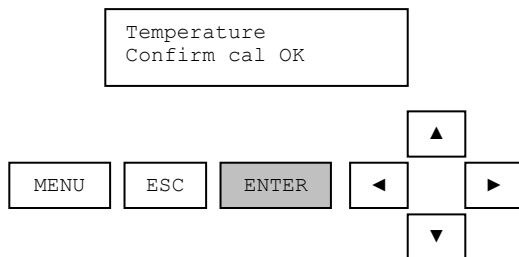 Temperature
Confirm cal OK
▲
MENU ESC ENTER ◄ ►
▼